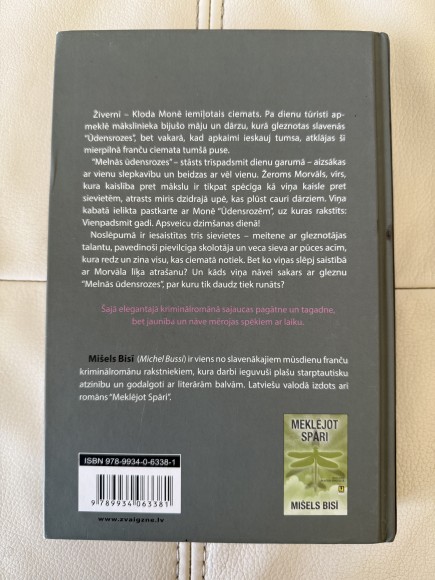 Živernī – Kloda Monē iemīļotais ciemats. Pa dienu tūristi ap-
meklē mākslinieka bijušo māju un dārzu, kurā gleznotas slavenās
"Ūdensrozes", bet vakarā, kad apkaimi ieskauj tumsa, atklājas šī
mierpilnā franču ciemata tumšā puse.
"Melnās ūdensrozes" – stāsts trīspadsmit dienu garumā – aizsākas
ar vienu slepkavību un beidzas ar vēl vienu. Žeroms Morvāls, vīrs,
kura kaislība pret mākslu ir tikpat spēcīga kā viņa kaisle pret
sievietēm, atrasts miris dzidrajā upē, kas plūst cauri dārziem. Viņa
kabatā ielikta pastkarte ar Monē "Ūdensrozēm", uz kuras rakstīts:
Vienpadsmit gadi. Apsveicu dzimšanas dienā!
Noslēpumā ir iesaistītas trīs sievietes – meitene ar gleznotājas
talantu, pavedinoši pievilcīga skolotāja un veca sieva ar pūces acīm,
kura redz un zina visu, kas ciematā notiek. Bet ko viņas slēpj saistībā
ar Morvāla līķa atrašanu? Un kāds viņa nāvei sakars ar gleznu
"Melnās ūdensrozes", par kuru tik daudz tiek runāts?
Šajā elegantajā kriminālromānā sajaucas pagātne un tagadne,
bet jaunība un nāve mērojas spēkiem ar laiku.
Mišels Bisī (Michel Bussi) ir viens no slavenākajiem mūsdienu franču
kriminālromānu rakstniekiem, kura darbi ieguvuši plašu starptautisku
atzinību un godalgoti ar literārām balvām. Latviešu valodā izdots arī
romāns "Meklējot Spāri".
MEKLĒJOT
SPĀRI
MIŠELS BISĪ
ISBN 978-9934-0-6338-1
9 789934 063381
www.zvaigzne.lv